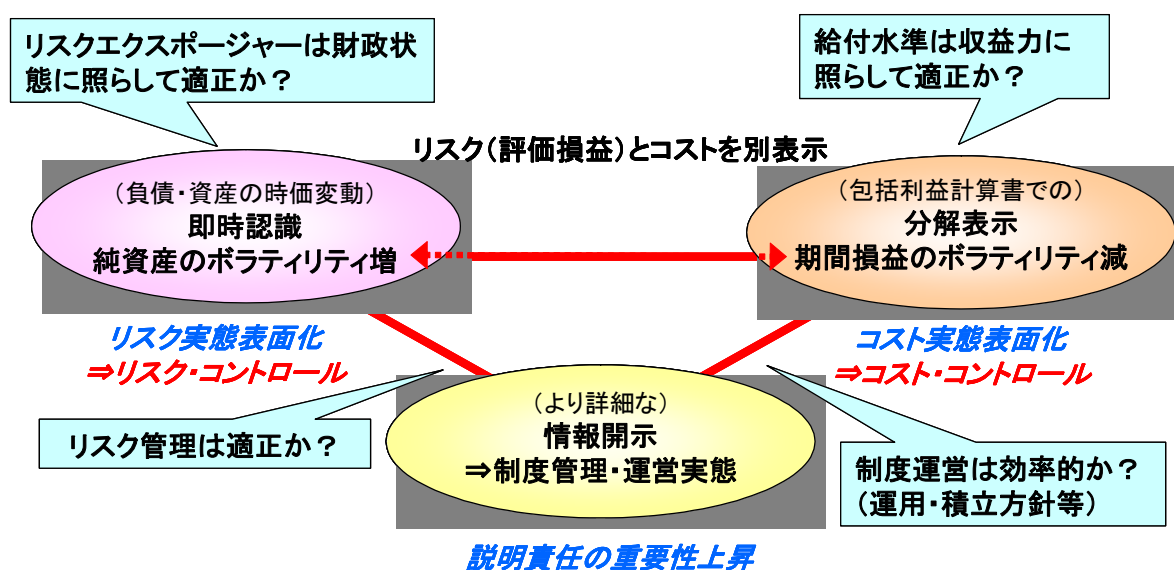 リスクエクスポージャーは財政状
態に照らして適正か？
給付水準は収益力に
照らして適正か？
リスク（評価損益）とコストを別表示
（負債・資産の時価変動）
即時認識
純資産のボラティリティ増
（包括利益計算書での）
分解表示
期間損益のボラティリティ減
リスク実態表面化
⇒リスク・コントロール
コスト実態表面化
⇒コスト・コントロール
リスク管理は適正か？
（より詳細な）
情報開示
⇒制度管理・運営実態
制度運営は効率的か？
（運用・積立方針等）
説明責任の重要性上昇